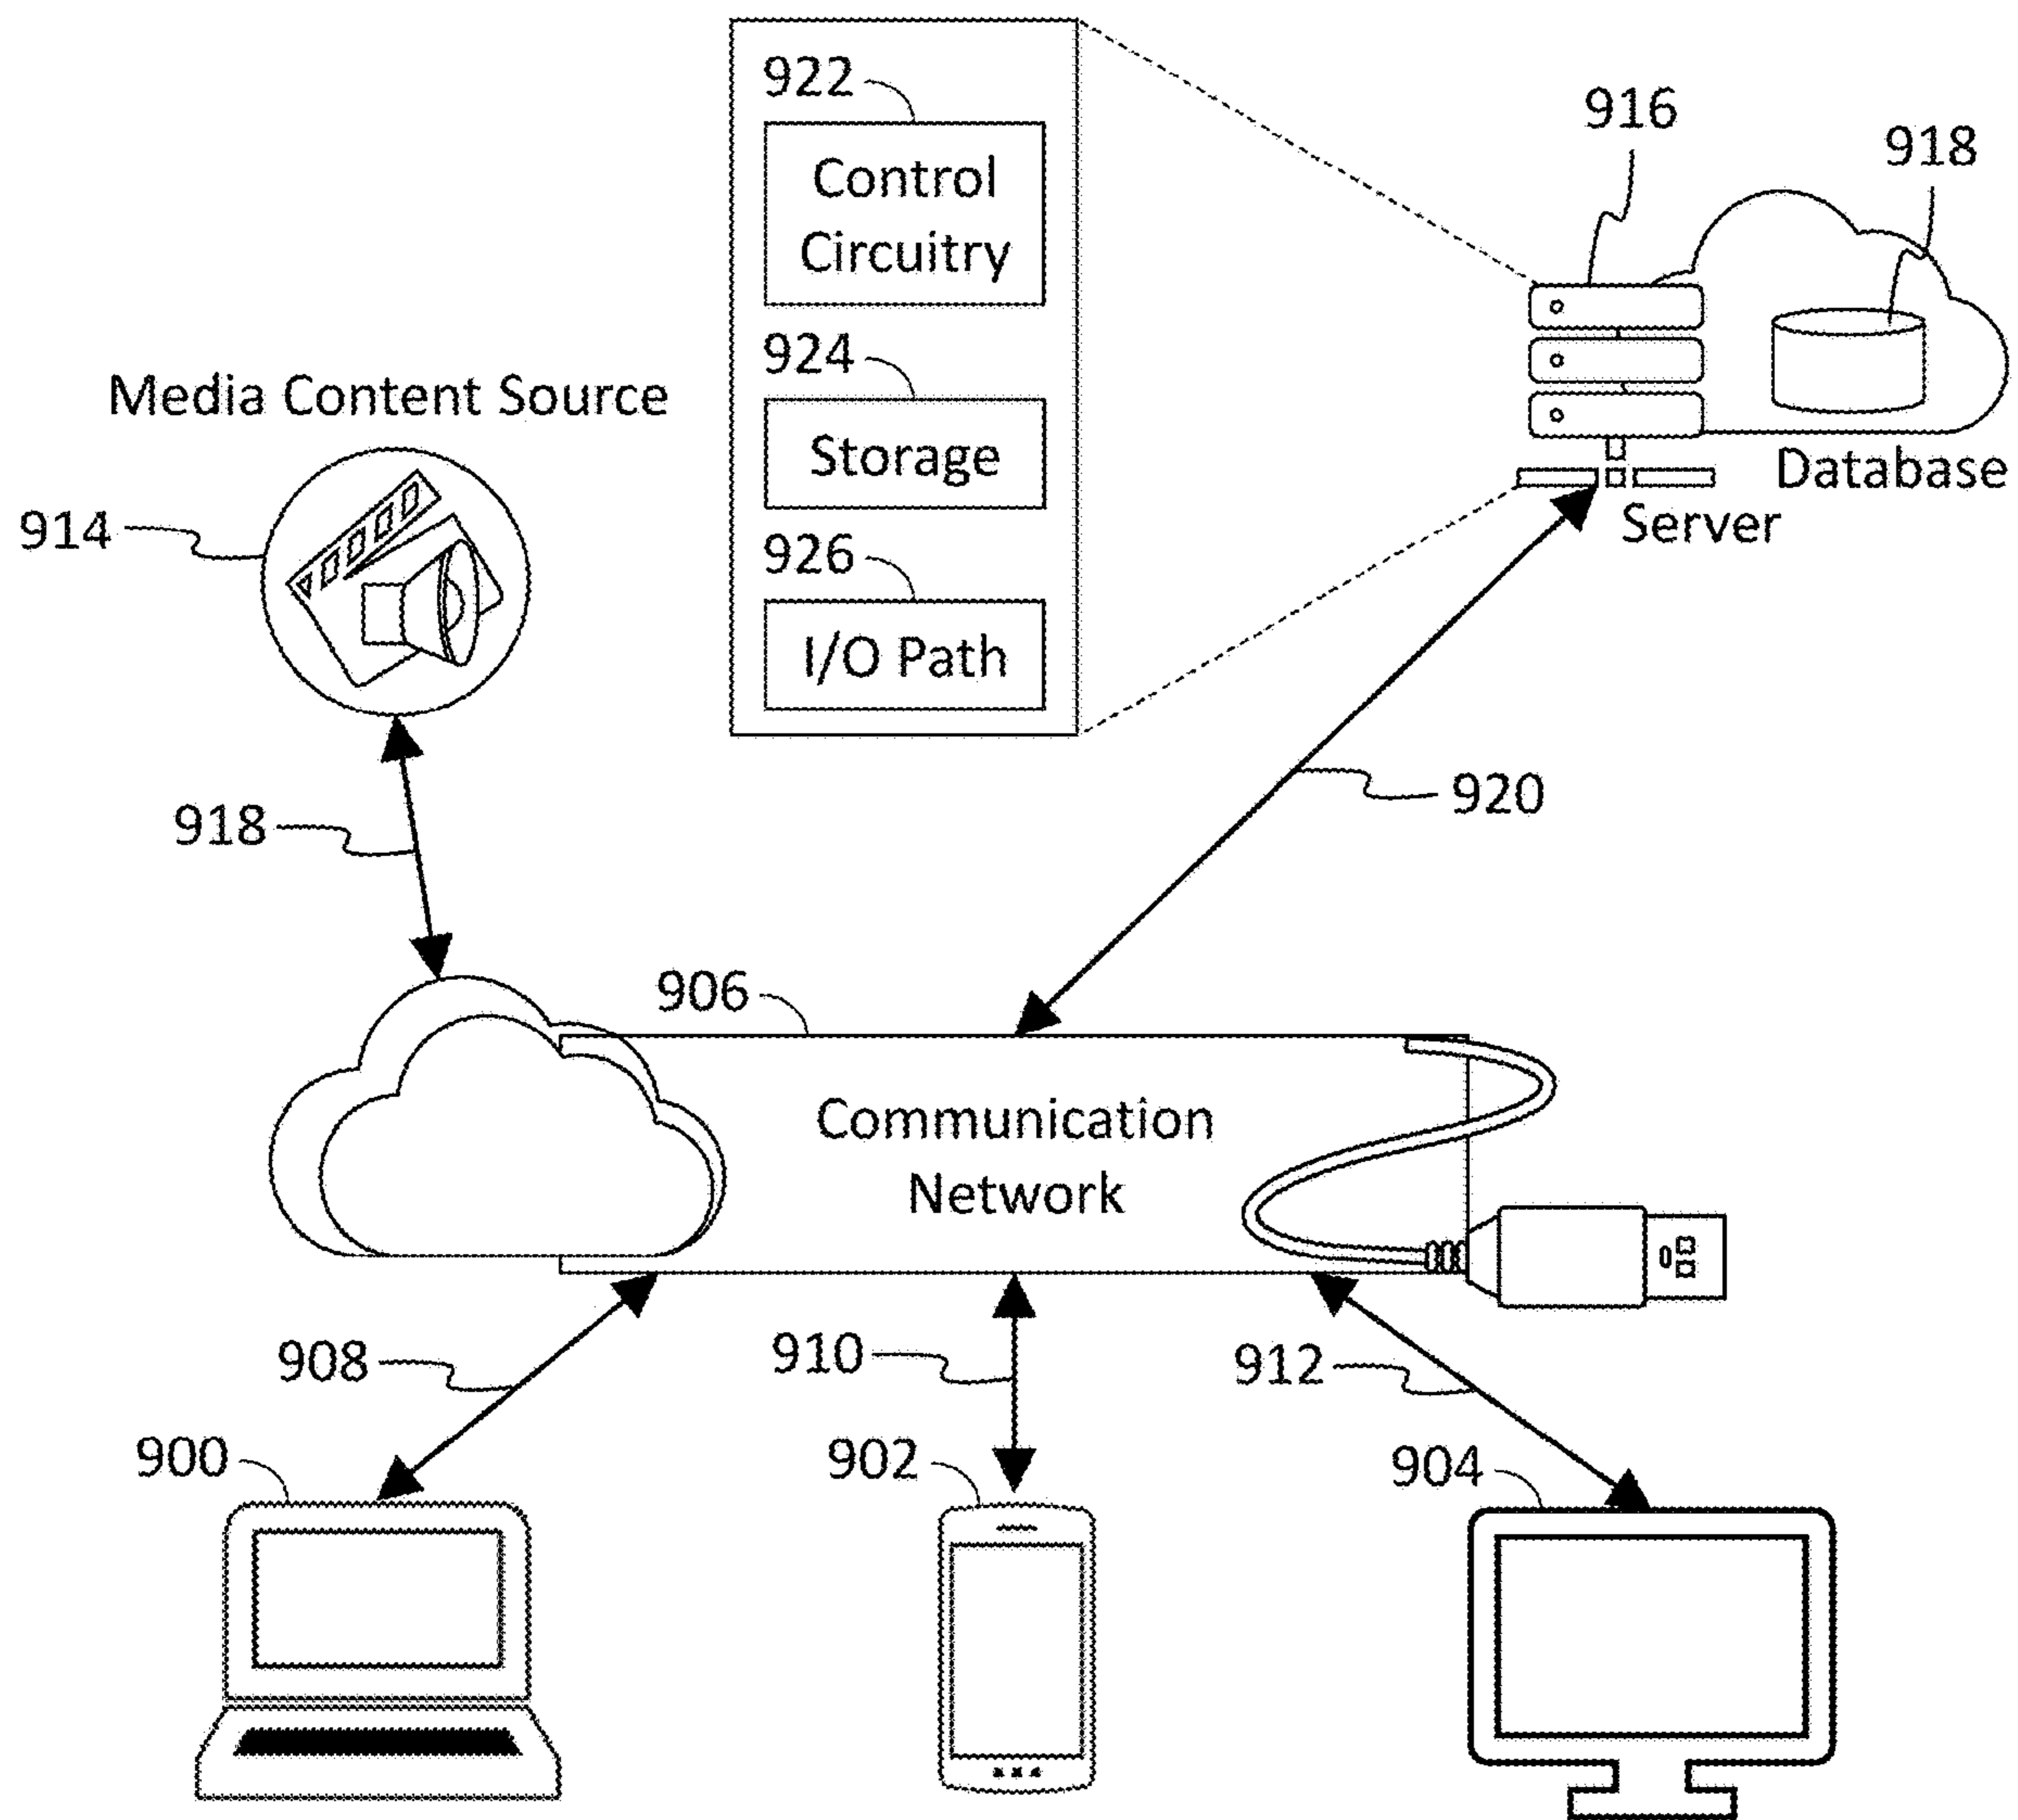 922
Control
Circuitry
924
Storage
926
I/O Path
916
918
Database
Server
Media Content Source
914
918
920
906
Communication
Network
908
910
912
900
902
904